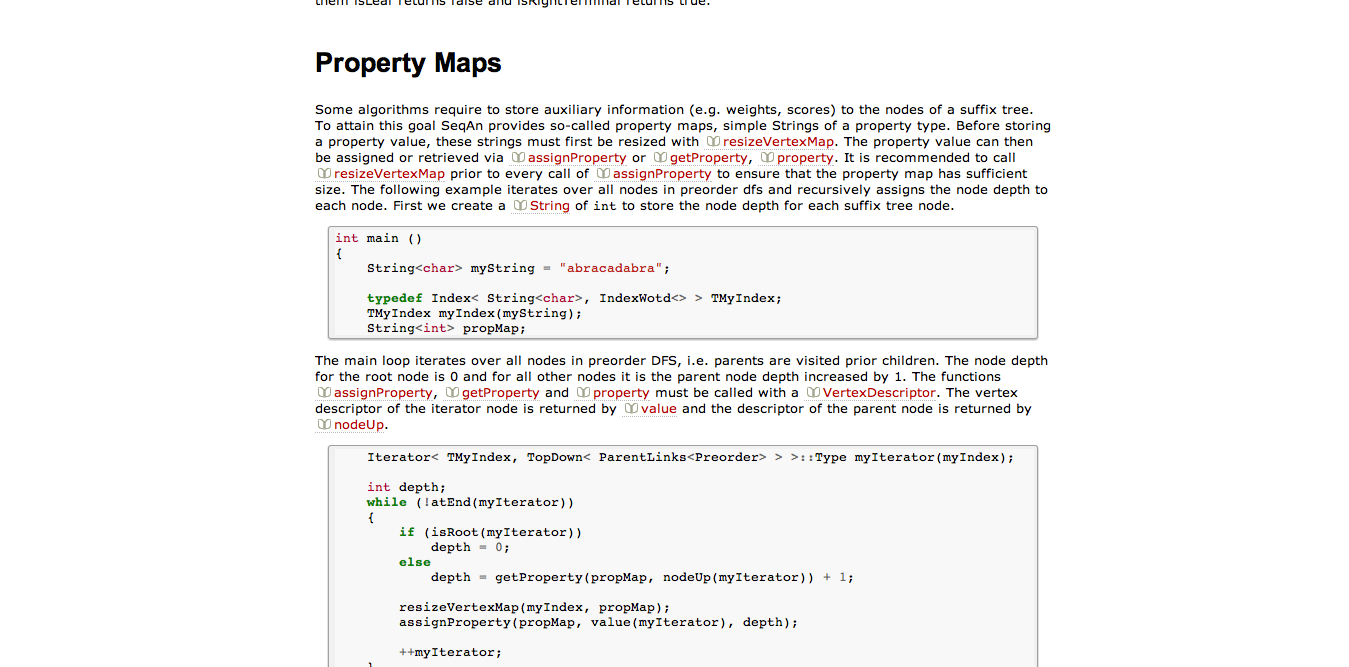 them isLeaf returns false and isRightTerminal returns true.
Property Maps
Some algorithms require to store auxiliary information (e.g. weights, scores) to the nodes of a suffix tree.
To attain this goal SeqAn provides so-called property maps, simple Strings of a property type. Before storing
a property value, these strings must first be resized with resizeVertexMap. The property value can then
be assigned or retrieved via assignProperty or getProperty, property. It is recommended to call
resizeVertexMap prior to every call of assignProperty to ensure that the property map has sufficient
size. The following example iterates over all nodes in preorder dfs and recursively assigns the node depth to
each node. First we create a String of int to store the node depth for each suffix tree node.
int main ()
{
    String<char> myString = "abracadabra";
    typedef Index< String<char>, IndexWotd<> > TMyIndex;
    TMyIndex myIndex(myString);
    String<int> propMap;
The main loop iterates over all nodes in preorder DFS, i.e. parents are visited prior children. The node depth
for the root node is 0 and for all other nodes it is the parent node depth increased by 1. The functions
assignProperty, getProperty and property must be called with a VertexDescriptor. The vertex
descriptor of the iterator node is returned by value and the descriptor of the parent node is returned by
nodeUp.
    Iterator< TMyIndex, TopDown< ParentLinks<Preorder> > >::Type myIterator(myIndex);
    int depth;
    while (!atEnd(myIterator))
    {
        if (isRoot(myIterator))
            depth = 0;
        else
            depth = getProperty(propMap, nodeUp(myIterator)) + 1;
        resizeVertexMap(myIndex, propMap);
        assignProperty(propMap, value(myIterator), depth);
        ++myIterator;
    }